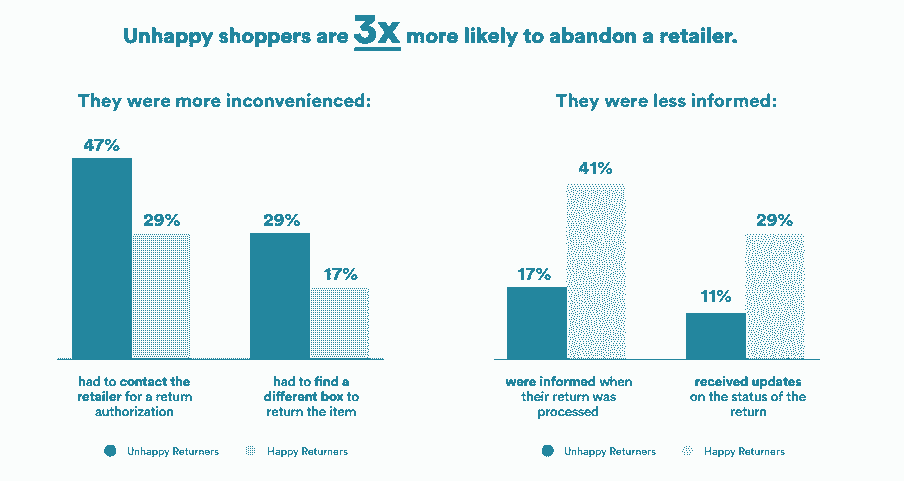 Unhappy shoppers are 3x more likely to abandon a retailer.
They were more inconvenienced:
47%
29%
29%
17%
had to contact the
retailer for a return
authorization
had to find a
different box to
return the item
Unhappy Returners
Happy Returners
They were less informed:
17%
41%
11%
29%
were informed when
their return was
processed
received updates
on the status of the
return
Unhappy Returners
Happy Returners